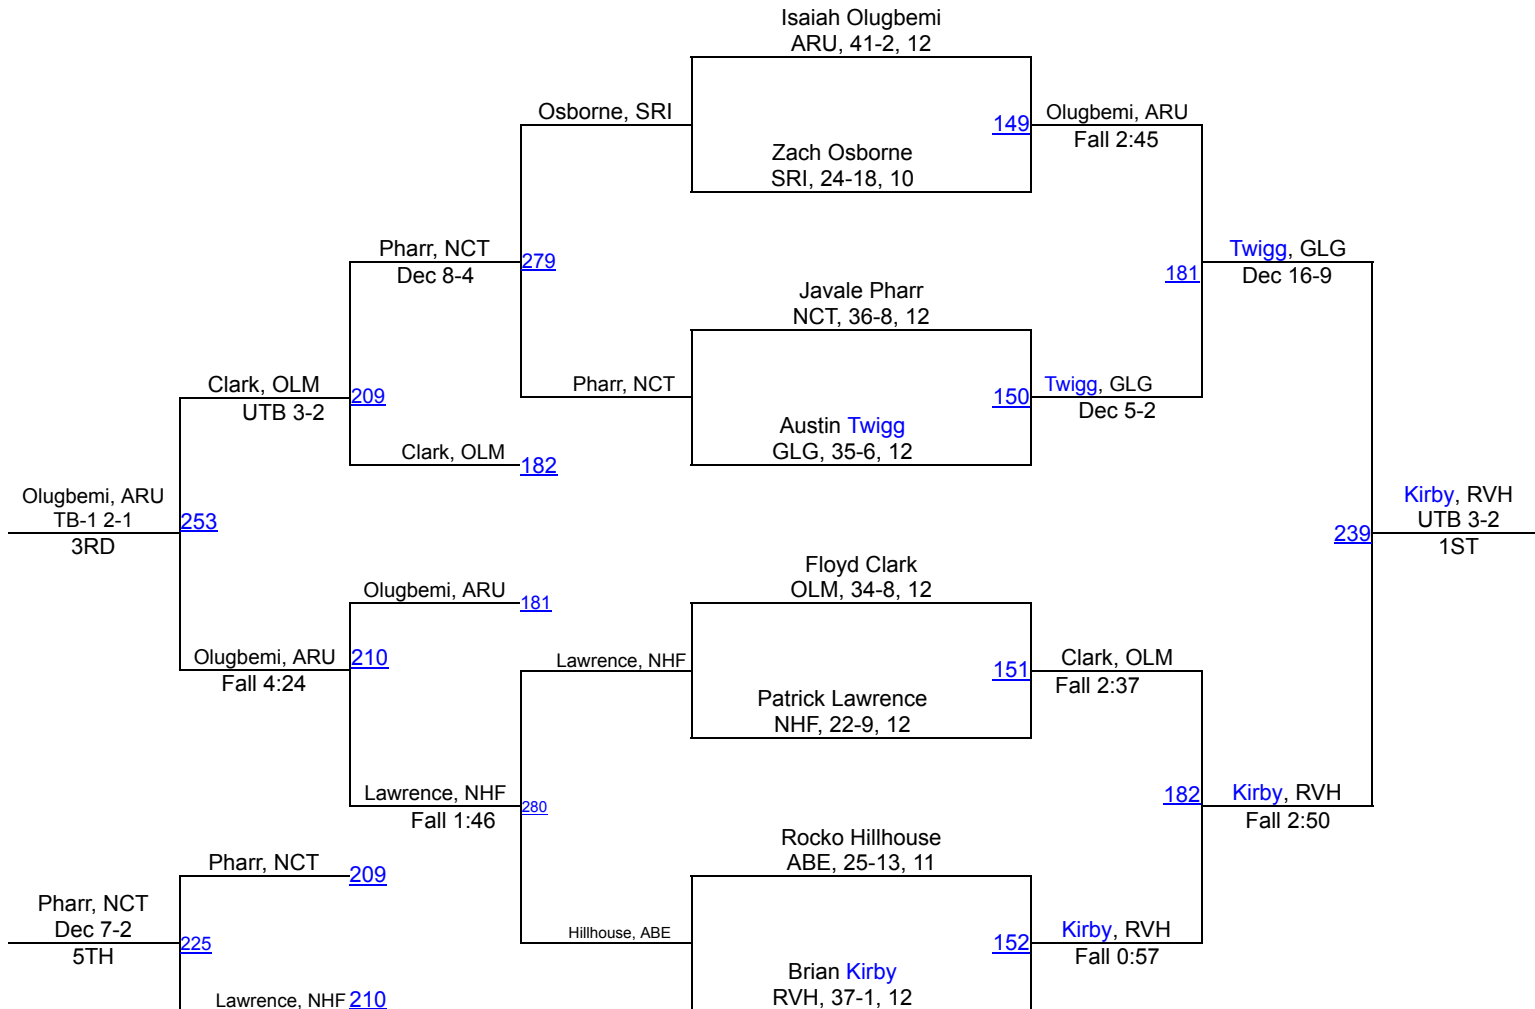 Isaiah Olugbemi
ARU, 41-2, 12
Osborne, SRI
149
Olugbemi, ARU
Fall 2:45
Zach Osborne
SRI, 24-18, 10
Pharr, NCT
Dec 8-4
279
181
Twigg, GLG
Dec 16-9
Javale Pharr
NCT, 36-8, 12
Clark, OLM
UTB 3-2
209
Pharr, NCT
150
Twigg, GLG
Dec 5-2
Austin Twigg
GLG, 35-6, 12
Clark, OLM
182
Olugbemi, ARU
TB-1 2-1
3RD
253
239
Kirby, RVH
UTB 3-2
1ST
Floyd Clark
OLM, 34-8, 12
Olugbemi, ARU
181
Olugbemi, ARU
Fall 4:24
210
Lawrence, NHF
151
Clark, OLM
Fall 2:37
Patrick Lawrence
NHF, 22-9, 12
Lawrence, NHF
Fall 1:46
280
182
Kirby, RVH
Fall 2:50
Rocko Hillhouse
ABE, 25-13, 11
Pharr, NCT
209
Pharr, NCT
Dec 7-2
5TH
225
Hillhouse, ABE
152
Kirby, RVH
Fall 0:57
Brian Kirby
RVH, 37-1, 12
Lawrence, NHF
210